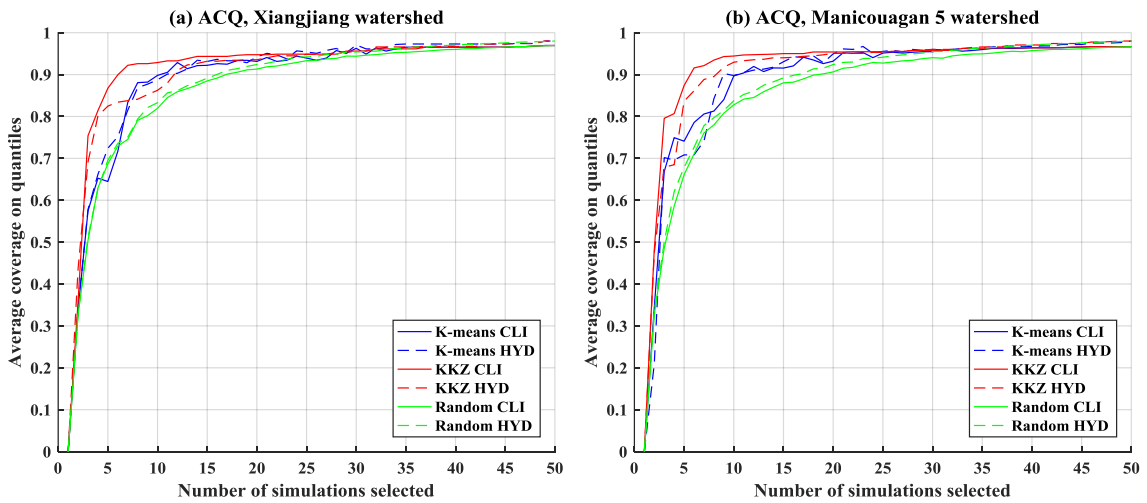 (a) ACQ, Xiangjiang watershed
Average coverage on quantiles
1
0.9
0.8
0.7
0.6
0.5
0.4
0.3
0.2
0.1
0
K-means CLI
K-means HYD
KKZ CLI
KKZ HYD
Random CLI
Random HYD
0 5 10 15 20 25 30 35 40 45 50
Number of simulations selected
(b) ACQ, Manicouagan 5 watershed
Average coverage on quantiles
1
0.9
0.8
0.7
0.6
0.5
0.4
0.3
0.2
0.1
0
K-means CLI
K-means HYD
KKZ CLI
KKZ HYD
Random CLI
Random HYD
0 5 10 15 20 25 30 35 40 45 50
Number of simulations selected